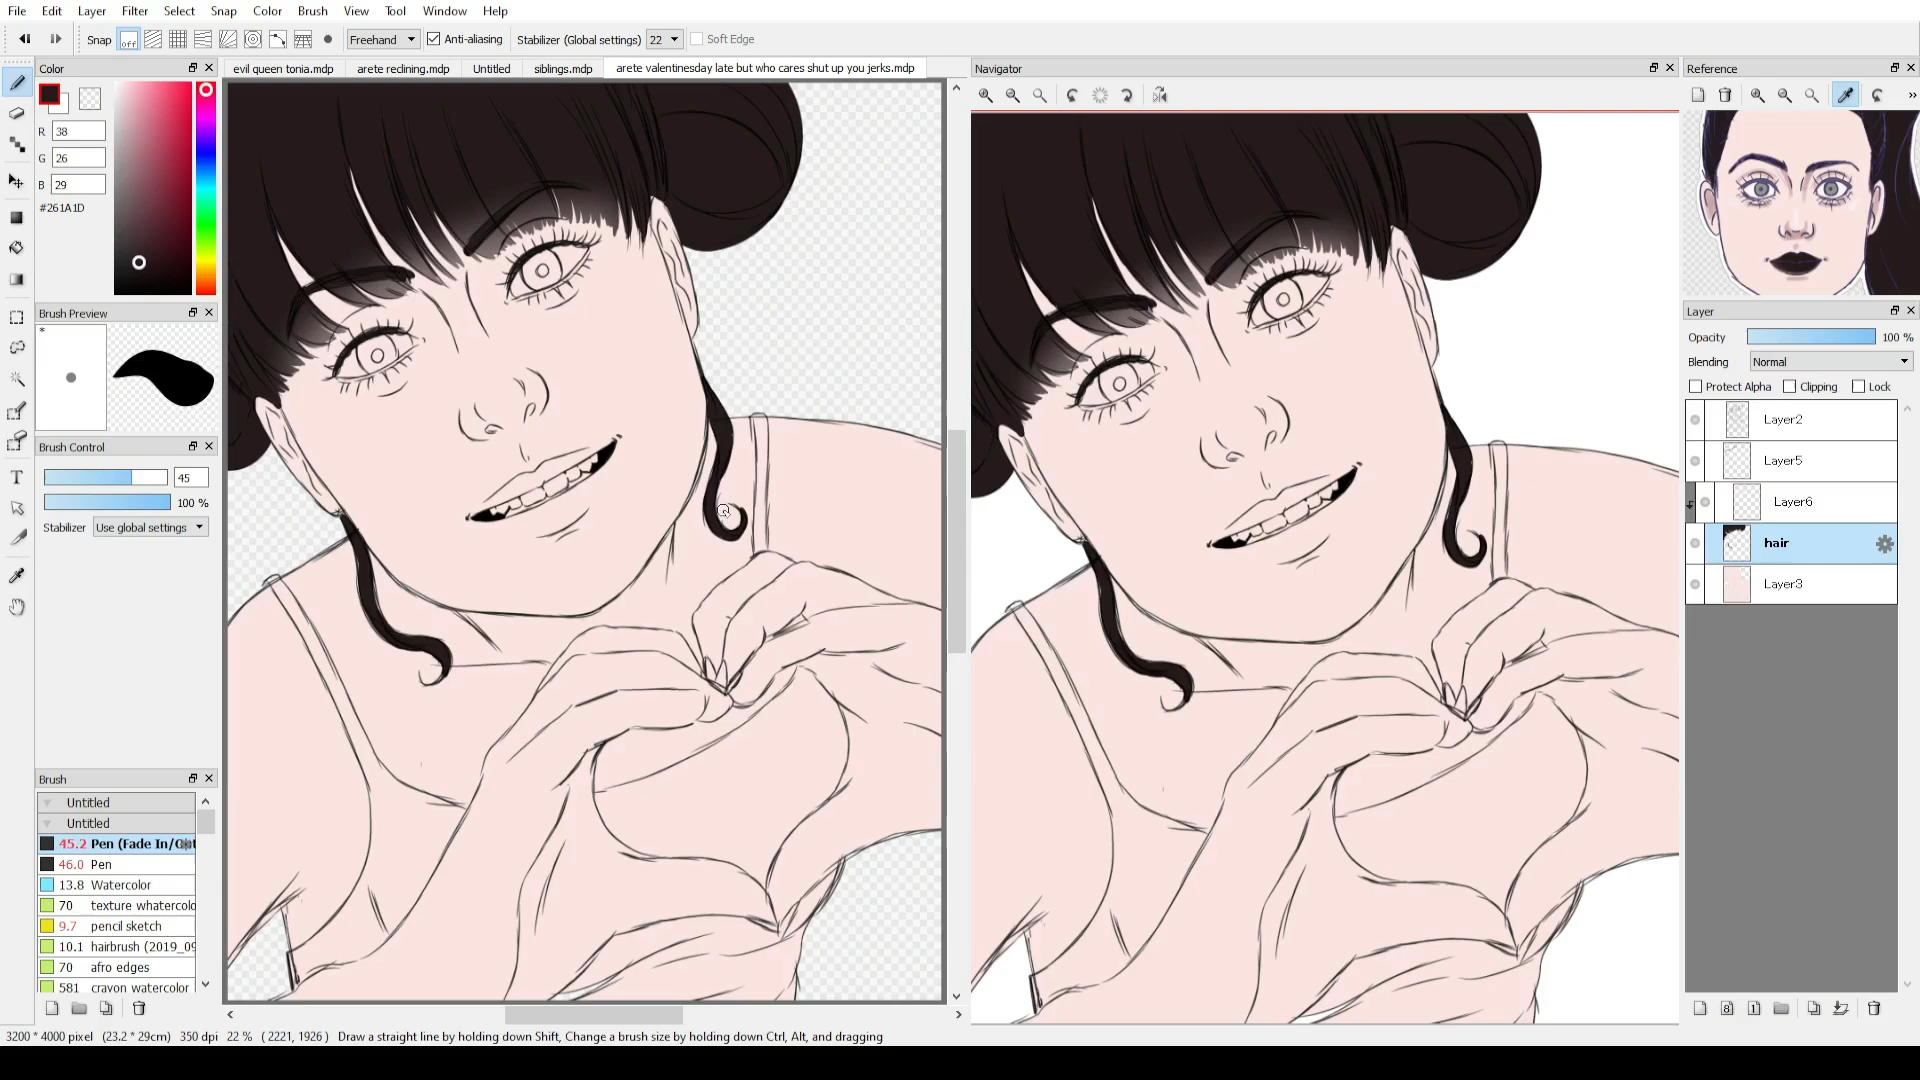 File Edit Layer Filter Select Snap Color Brush View Tool Window Help
Snap off Freehand Anti-aliasing Stabilizer (Global settings) 22 Soft Edge
Color
evil queen tonia.mdp arete reclining.mdp Untitled siblings.mdp arete valentinesday late but who cares shut up you jerks.mdp
Navigator
Reference
R 38
G 26
B 29
#261A1D
Brush Preview
*
Brush Control
45
100 %
Stabilizer Use global settings
Brush
Untitled
Untitled
45.2 Pen (Fade In/Out
46.0 Pen
13.8 Watercolor
70 texture whatercolo
9.7 pencil sketch
10.1 hairbrush (2019_09
70 afro edges
581 crayon watercolor
Layer
Opacity 100 %
Blending Normal
Protect Alpha Clipping Lock
Layer2
Layer5
Layer6
hair
Layer3
8 1
3200 * 4000 pixel (23.2 * 29cm) 350 dpi 22 % ( 2221, 1926 ) Draw a straight line by holding down Shift, Change a brush size by holding down Ctrl, Alt, and dragging